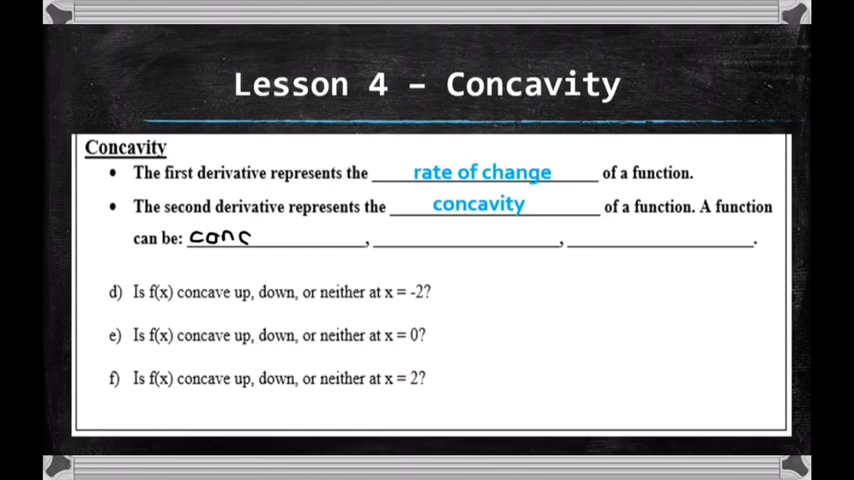 Lesson 4 – Concavity
Concavity
• The first derivative represents the rate of change of a function.
• The second derivative represents the concavity of a function. A function
can be: conc , , .
d) Is f(x) concave up, down, or neither at x = -2?
e) Is f(x) concave up, down, or neither at x = 0?
f) Is f(x) concave up, down, or neither at x = 2?